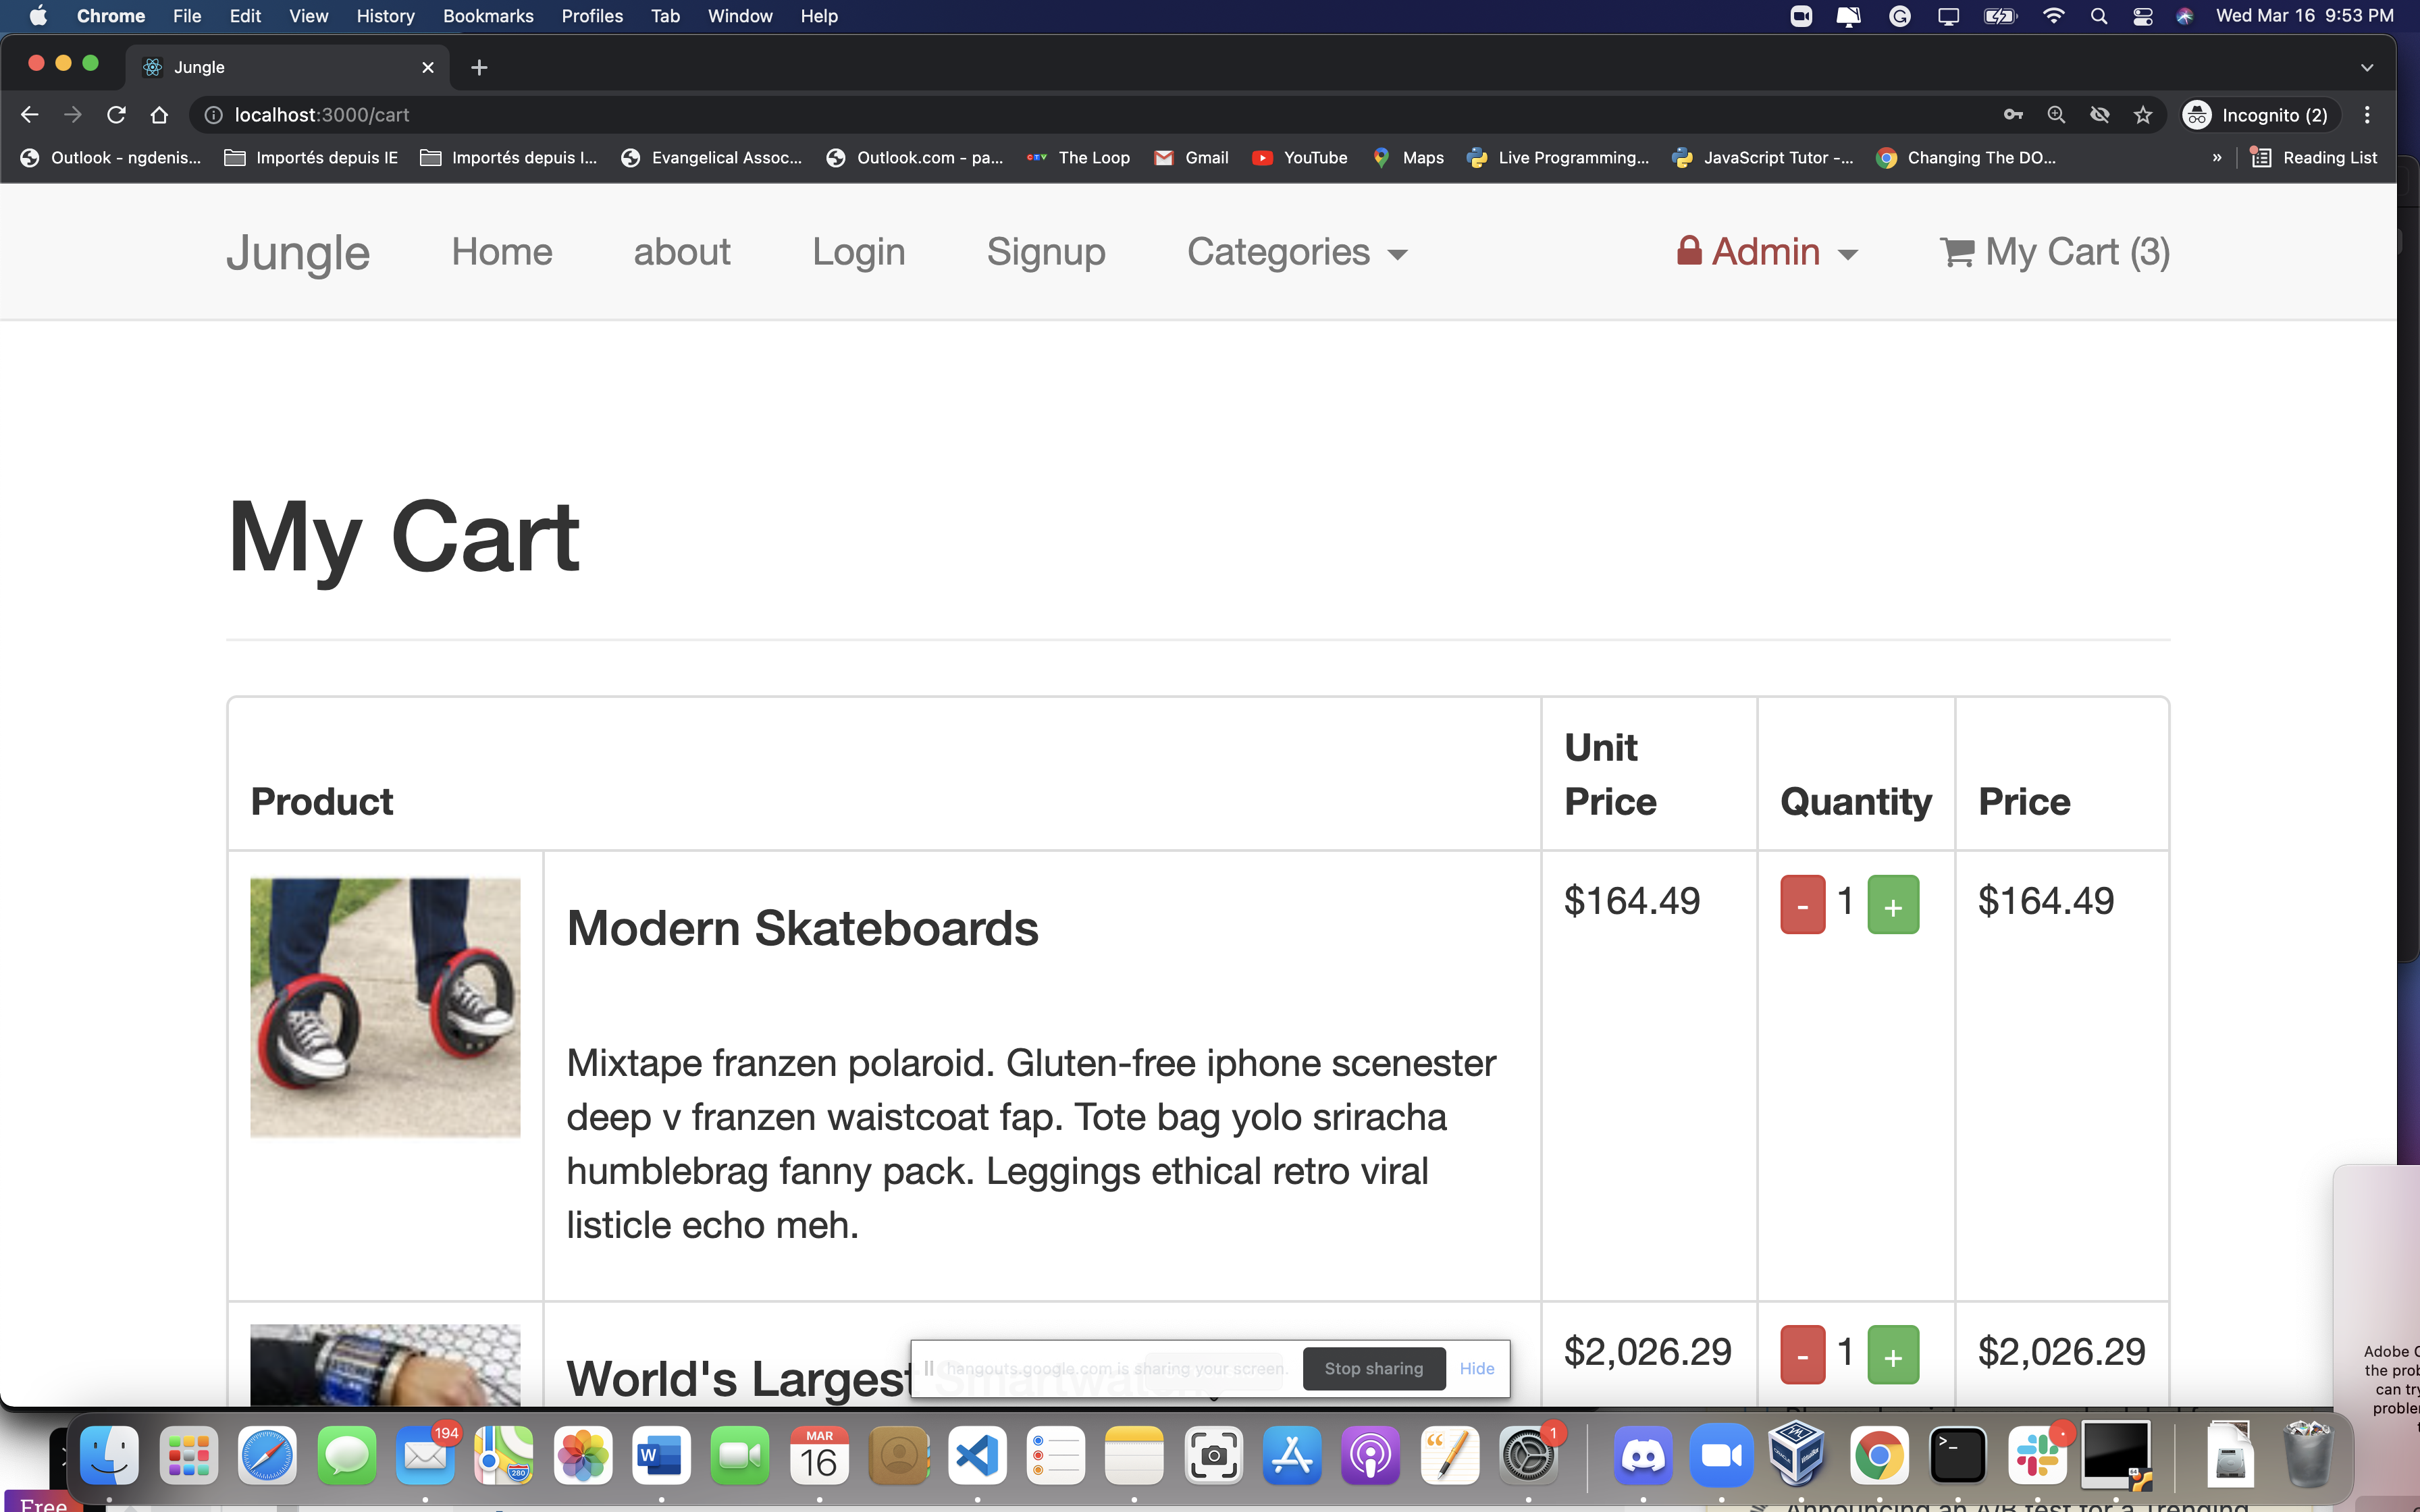 Chrome File Edit View History Bookmarks Profiles Tab Window Help
Wed Mar 16 9:53 PM
Jungle
localhost:3000/cart
Incognito (2)
Outlook - ngdenis... Importés depuis IE Importés depuis I... Evangelical Assoc... Outlook.com - pa... The Loop Gmail YouTube Maps Live Programming... JavaScript Tutor -... Changing The DO... » Reading List
Jungle Home about Login Signup Categories Admin My Cart (3)
My Cart
Product Unit Price Quantity Price
Modern Skateboards
$164.49 - 1 + $164.49
Mixtape franzen polaroid. Gluten-free iphone scenester
deep v franzen waistcoat fap. Tote bag yolo sriracha
humblebrag fanny pack. Leggings ethical retro viral
listicle echo meh.
World's Largest Smartwatch
$2,026.29 - 1 + $2,026.29
hangouts.google.com is sharing your screen. Stop sharing Hide
Adobe C
the prob
can try
problem
194
280
W
MAR
16
1
Free
Announcing an A/B test for a Trending